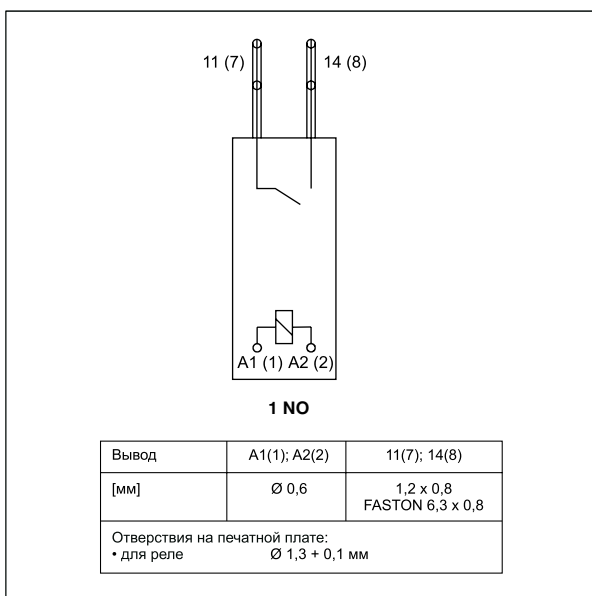 11 (7) 14 (8)
A1 (1) A2 (2)
1 NO
Вывод A1(1); A2(2) 11(7); 14(8)
[мм] Ø 0,6 1,2 x 0,8
FASTON 6,3 x 0,8
Отверстия на печатной плате:
• для реле Ø 1,3 + 0,1 мм